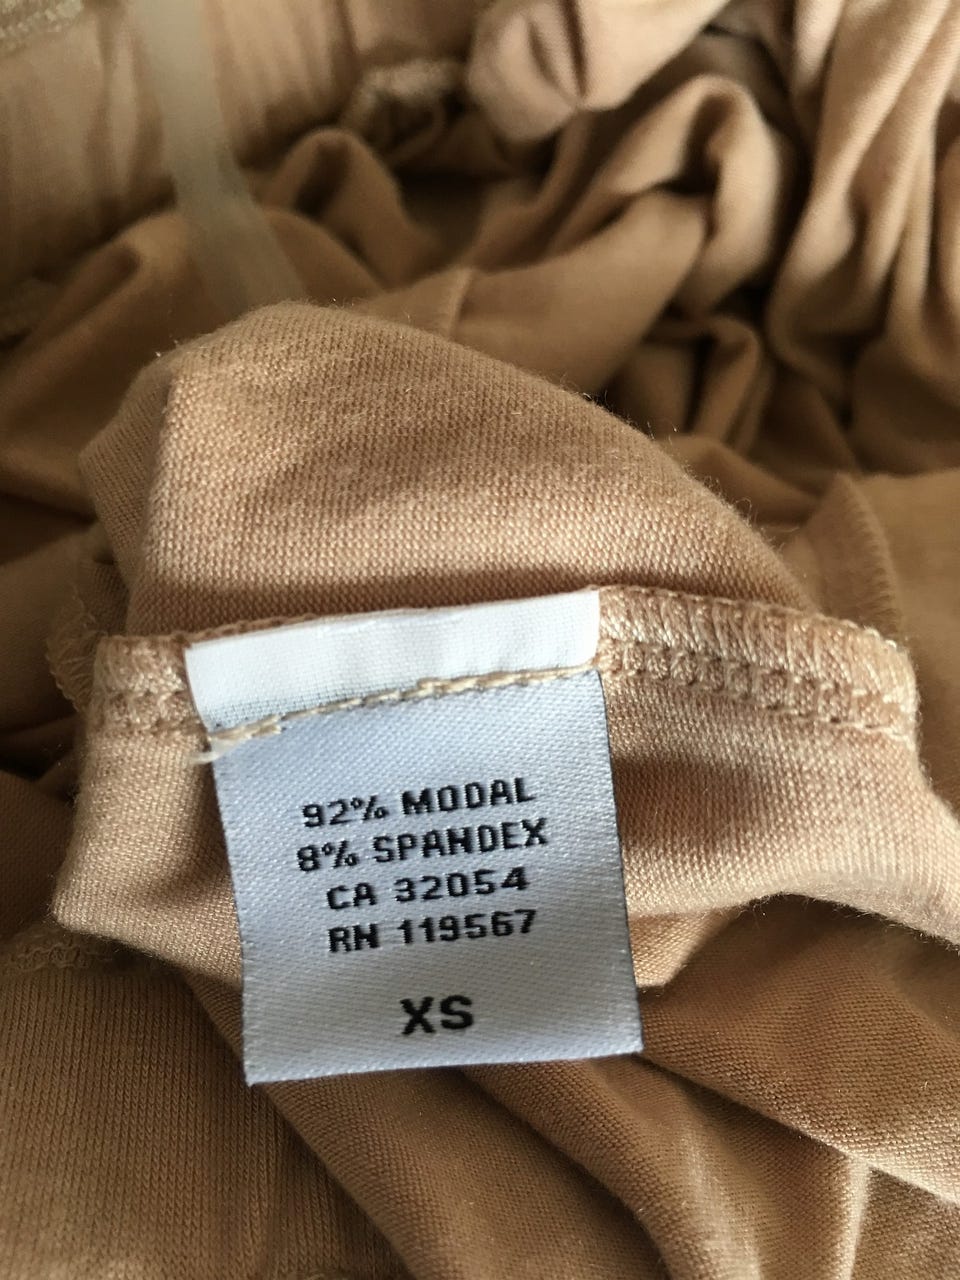 92% MODAL
8% SPANDEX
CA 32054
RN 119567
XS